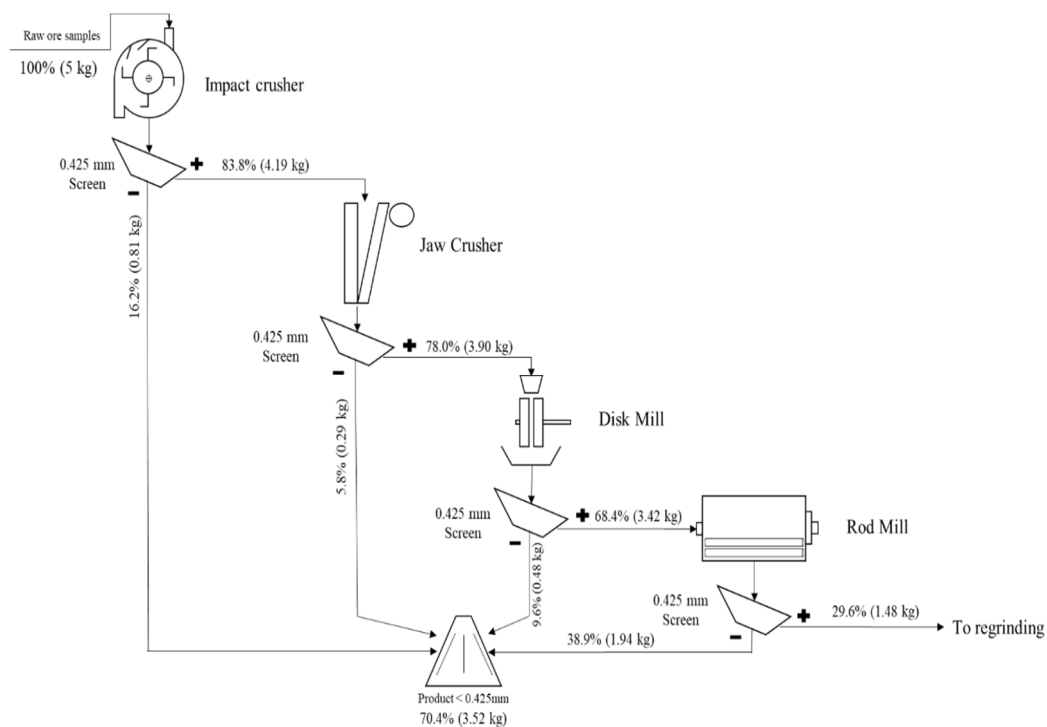 Raw ore samples
100% (5 kg)
Impact crusher
0.425 mm
Screen
+
83.8% (4.19 kg)
−
16.2% (0.81 kg)
Jaw Crusher
0.425 mm
Screen
+
78.0% (3.90 kg)
−
5.8% (0.29 kg)
Disk Mill
0.425 mm
Screen
+
68.4% (3.42 kg)
−
9.6% (0.48 kg)
Rod Mill
0.425 mm
Screen
+
29.6% (1.48 kg)
To regrinding
−
38.9% (1.94 kg)
Product < 0.425mm
70.4% (3.52 kg)